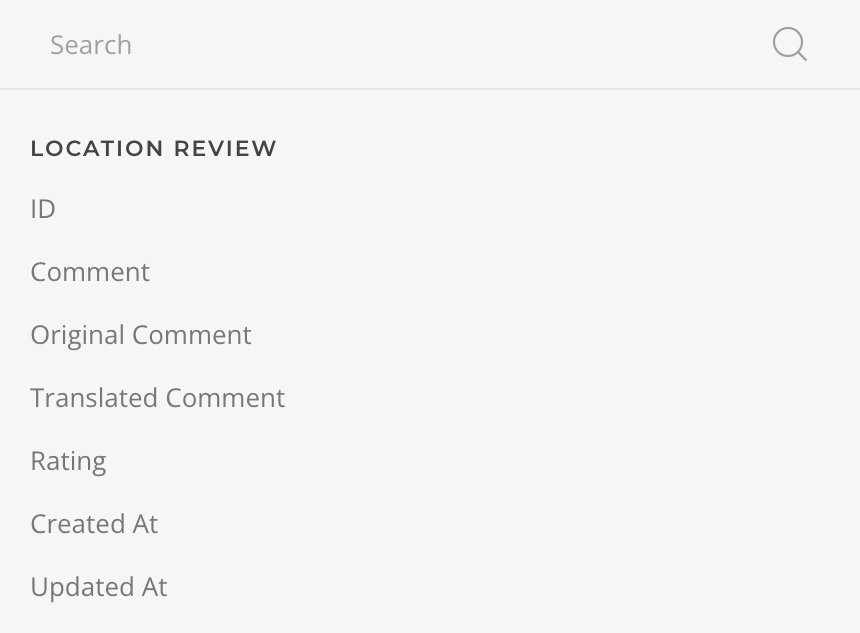 Search
LOCATION REVIEW
ID
Comment
Original Comment
Translated Comment
Rating
Created At
Updated At